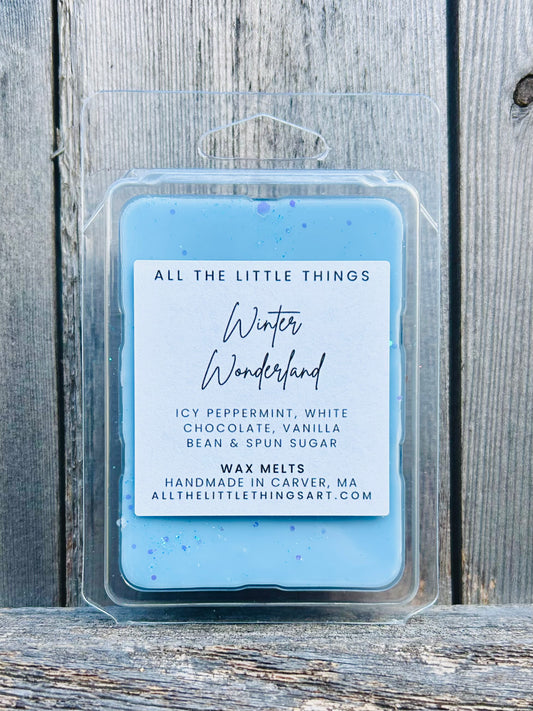 ALL THE LITTLE THINGS
Winter
Wonderland
ICY PEPPERMINT, WHITE
CHOCOLATE, VANILLA
BEAN & SPUN SUGAR
WAX MELTS
HANDMADE IN CARVER, MA
ALLTHELITTLETHINGSART.COM